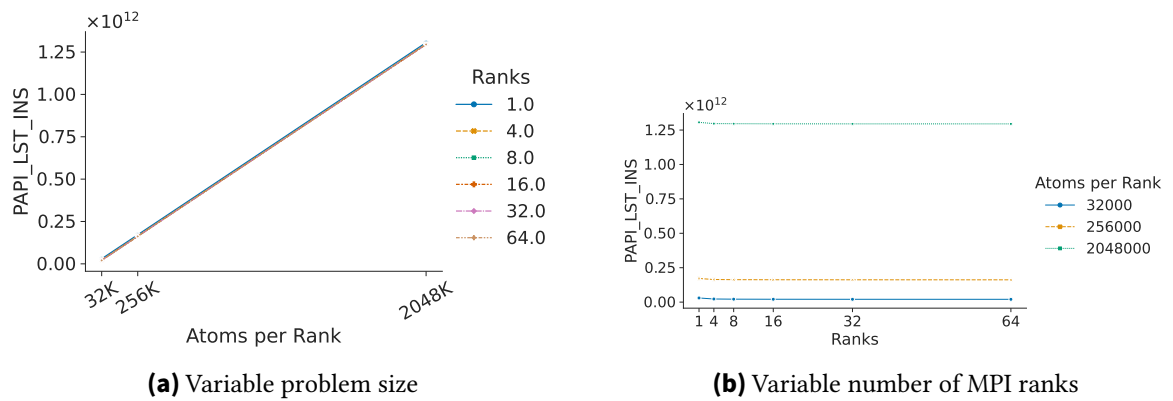 ×10¹²
1.25
1.00
0.75
0.50
0.25
0.00
PAPI_LST_INS
32K
256K
2048K
Atoms per Rank
Ranks
1.0
4.0
8.0
16.0
32.0
64.0
(a) Variable problem size
×10¹²
1.25
1.00
0.75
0.50
0.25
0.00
PAPI_LST_INS
1 4 8 16 32 64
Ranks
Atoms per Rank
32000
256000
2048000
(b) Variable number of MPI ranks